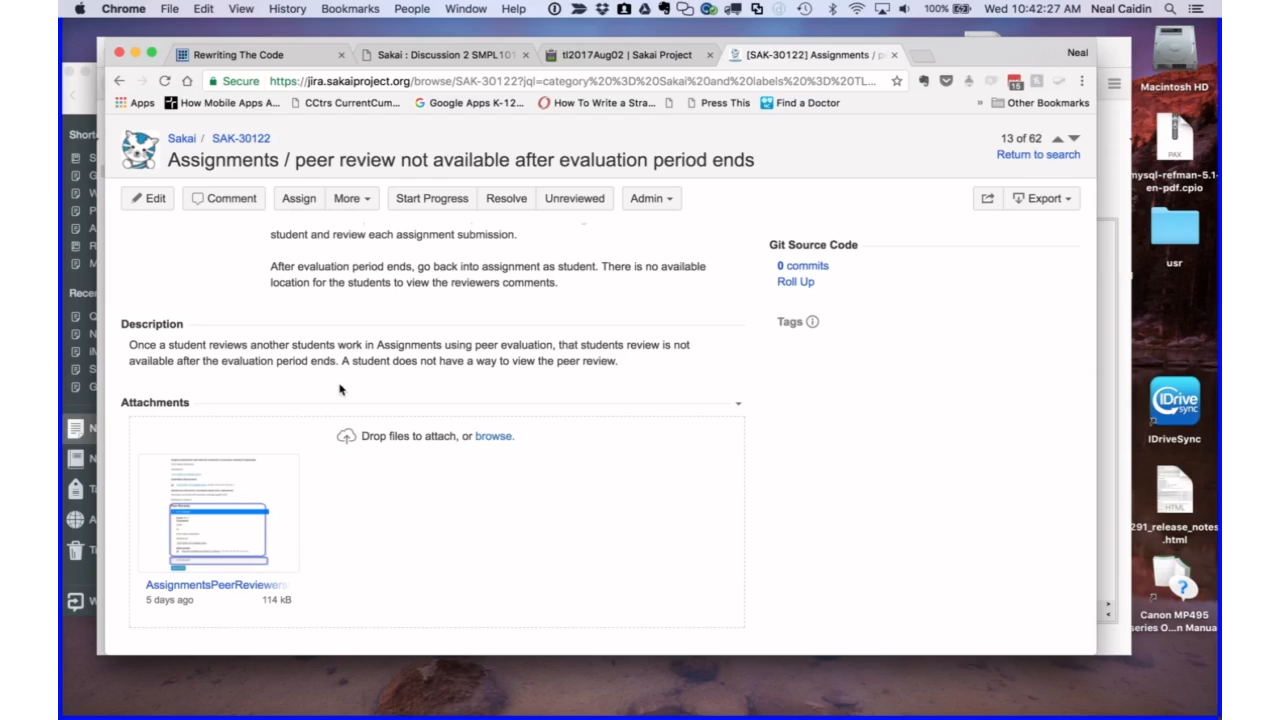 Chrome File Edit View History Bookmarks People Window Help 100% Wed 10:42:27 AM Neal Caidin
Rewriting The Code
Sakai : Discussion 2 SMPL101
tl2017Aug02 | Sakai Project
[SAK-30122] Assignments / p
Neal
Secure https://jira.sakaiproject.org/browse/SAK-30122?jql=category%20%3D%20Sakai%20and%20labels%20%3D%20TL...
Apps How Mobile Apps A... CCtrs CurrentCum... Google Apps K-12... How To Write a Stra... Press This Find a Doctor » Other Bookmarks
Sakai / SAK-30122
13 of 62
Assignments / peer review not available after evaluation period ends
Return to search
Edit Comment Assign More Start Progress Resolve Unreviewed Admin Export
student and review each assignment submission.
After evaluation period ends, go back into assignment as student. There is no available
location for the students to view the reviewers comments.
Git Source Code
0 commits
Roll Up
Tags
Description
Once a student reviews another students work in Assignments using peer evaluation, that students review is not
available after the evaluation period ends. A student does not have a way to view the peer review.
Attachments
Drop files to attach, or browse.
AssignmentsPeerReviewers
5 days ago 114 kB
Shortc
Recen
Macintosh HD
PAX
mysql-refman-5.1-
en-pdf.cpio
usr
IDrive
sync
IDriveSync
HTML
291_release_notes
.html
Canon MP495
series O...n Manua